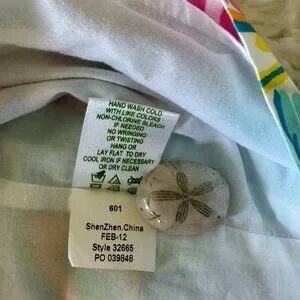 HAND WASH COLD
WITH LIKE COLORS
NON-CHLORINE BLEACH
IF NEEDED
NO WRINGING
OR TWISTING
HANG OR
LAY FLAT TO DRY
COOL IRON IF NECESSARY
OR DRY CLEAN
601
ShenZhen.China
FEB-12
Style 32665
PO 039848